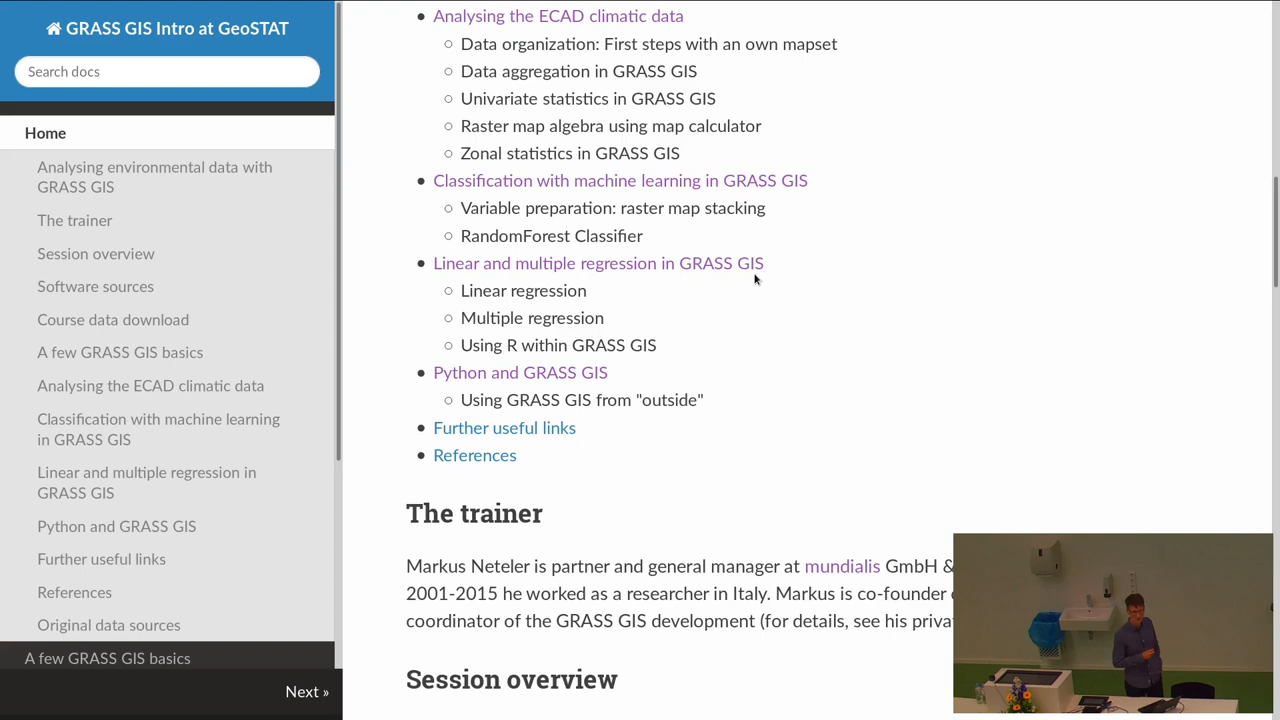 GRASS GIS Intro at GeoSTAT
Search docs
Home
Analysing environmental data with
GRASS GIS
The trainer
Session overview
Software sources
Course data download
A few GRASS GIS basics
Analysing the ECAD climatic data
Classification with machine learning
in GRASS GIS
Linear and multiple regression in
GRASS GIS
Python and GRASS GIS
Further useful links
References
Original data sources
A few GRASS GIS basics
Next »
Analysing the ECAD climatic data
Data organization: First steps with an own mapset
Data aggregation in GRASS GIS
Univariate statistics in GRASS GIS
Raster map algebra using map calculator
Zonal statistics in GRASS GIS
Classification with machine learning in GRASS GIS
Variable preparation: raster map stacking
RandomForest Classifier
Linear and multiple regression in GRASS GIS
Linear regression
Multiple regression
Using R within GRASS GIS
Python and GRASS GIS
Using GRASS GIS from "outside"
Further useful links
References
The trainer
Markus Neteler is partner and general manager at mundialis GmbH &
2001-2015 he worked as a researcher in Italy. Markus is co-founder
coordinator of the GRASS GIS development (for details, see his
Session overview